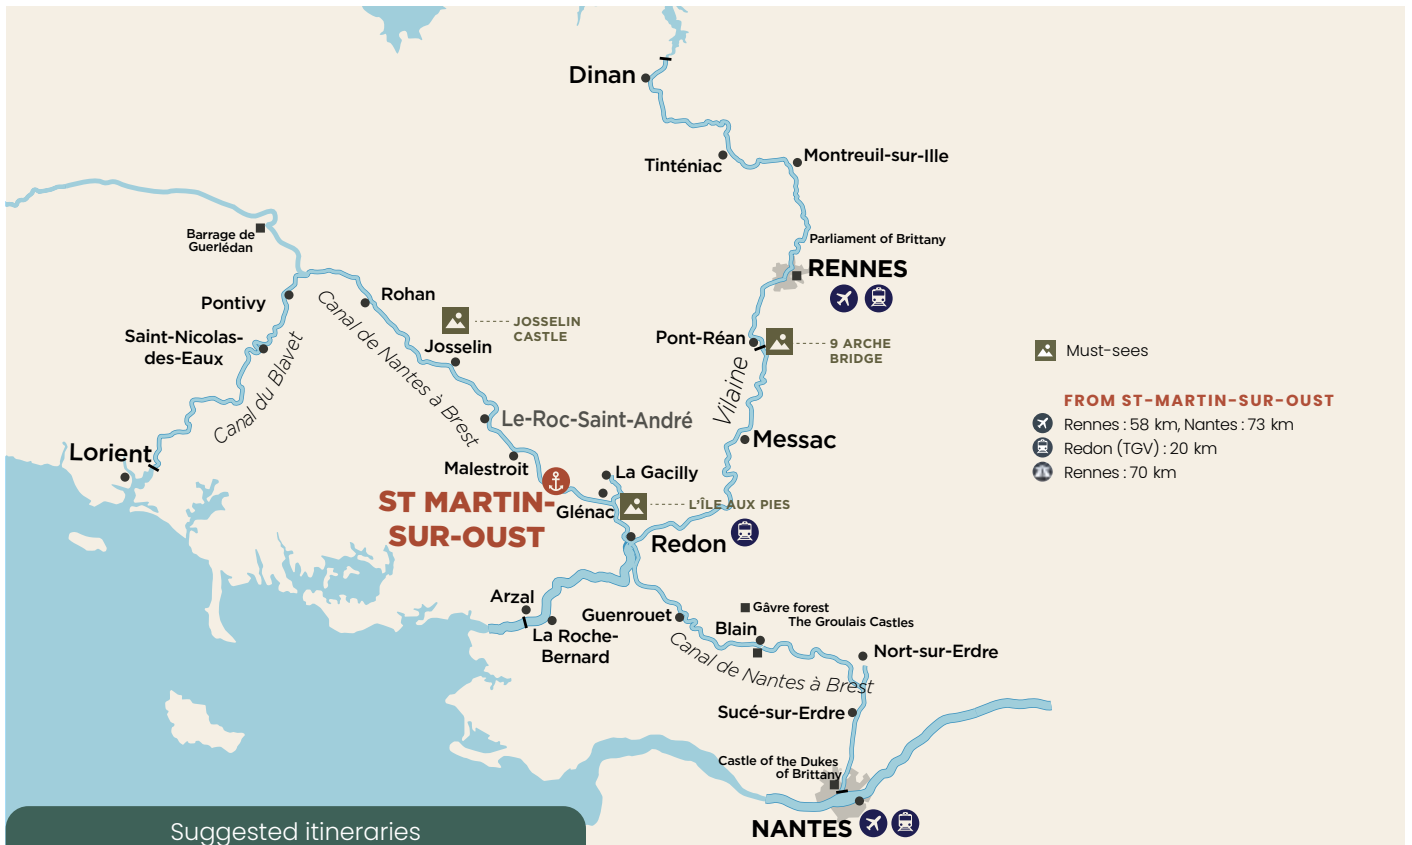 Dinan
Tinténiac
Montreuil-sur-Ille
Barrage de
Guerlédan
Parliament of Brittany
RENNES
Pontivy
Rohan
Canal de Nantes à Brest
JOSSELIN
CASTLE
Saint-Nicolas-
des-Eaux
Josselin
Pont-Réan
9 ARCHE
BRIDGE
Must-sees
Canal du Blavet
Vilaine
FROM ST-MARTIN-SUR-OUST
Rennes : 58 km, Nantes : 73 km
Redon (TGV) : 20 km
Rennes : 70 km
Le-Roc-Saint-André
Messac
Lorient
Malestroit
La Gacilly
ST MARTIN-
SUR-OUST
Glénac
L'ÎLE AUX PIES
Redon
Arzal
La Roche-
Bernard
Guenrouet
Gâvre forest
The Groulais Castles
Blain
Canal de Nantes à Brest
Nort-sur-Erdre
Sucé-sur-Erdre
Castle of the Dukes
of Brittany
NANTES
Suggested itineraries